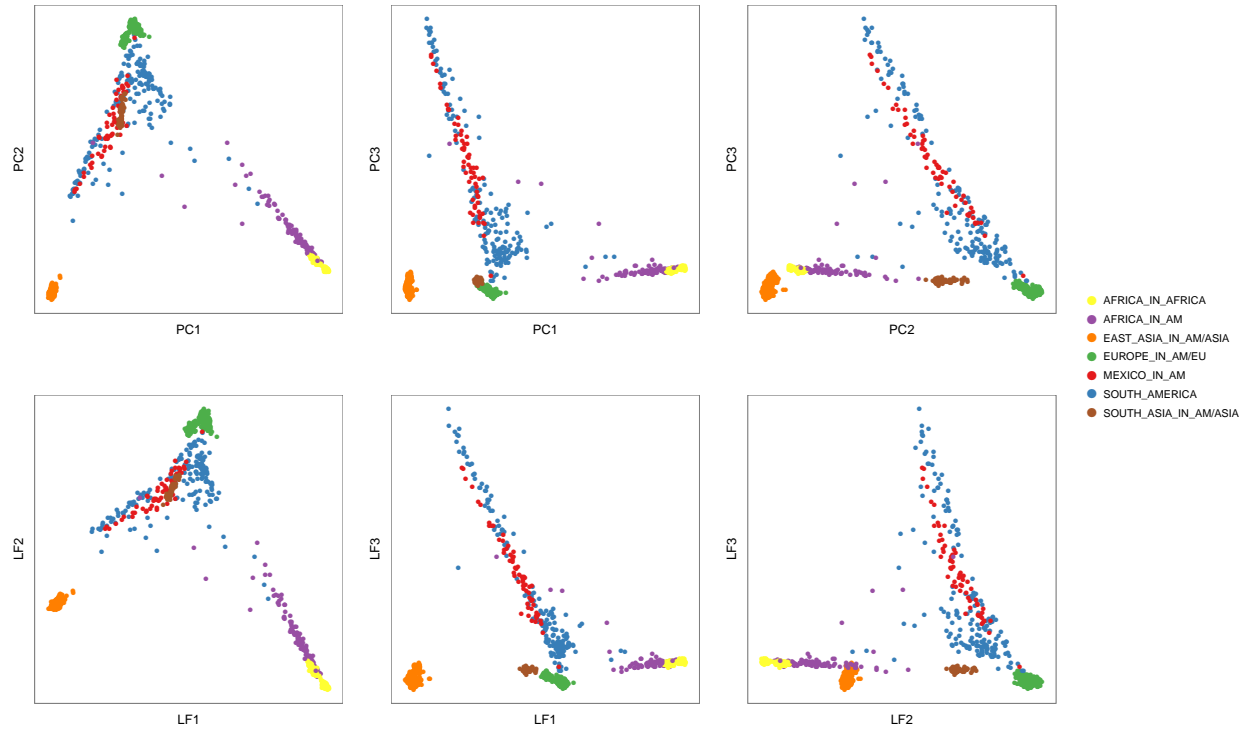 PC2
PC1
PC3
PC1
PC3
PC2
AFRICA_IN_AFRICA
AFRICA_IN_AM
EAST_ASIA_IN_AM/ASIA
EUROPE_IN_AM/EU
MEXICO_IN_AM
SOUTH_AMERICA
SOUTH_ASIA_IN_AM/ASIA
LF2
LF1
LF3
LF1
LF3
LF2